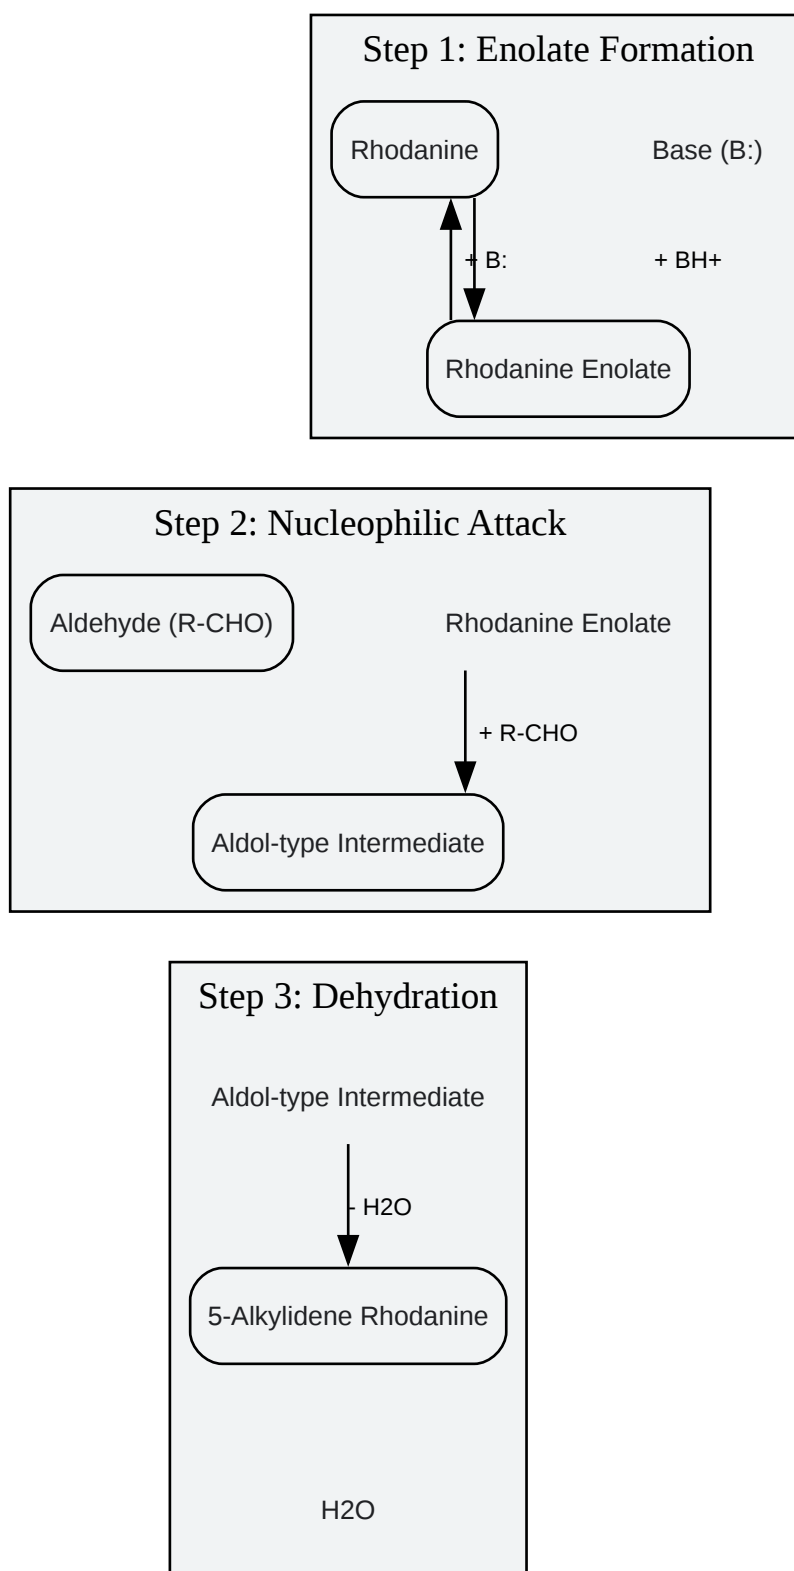 Step 1: Enolate Formation
Rhodanine
Base (B:)
+ B:
+ BH+
Rhodanine Enolate
Step 2: Nucleophilic Attack
Aldehyde (R-CHO)
Rhodanine Enolate
+ R-CHO
Aldol-type Intermediate
Step 3: Dehydration
Aldol-type Intermediate
- H2O
5-Alkylidene Rhodanine
H2O